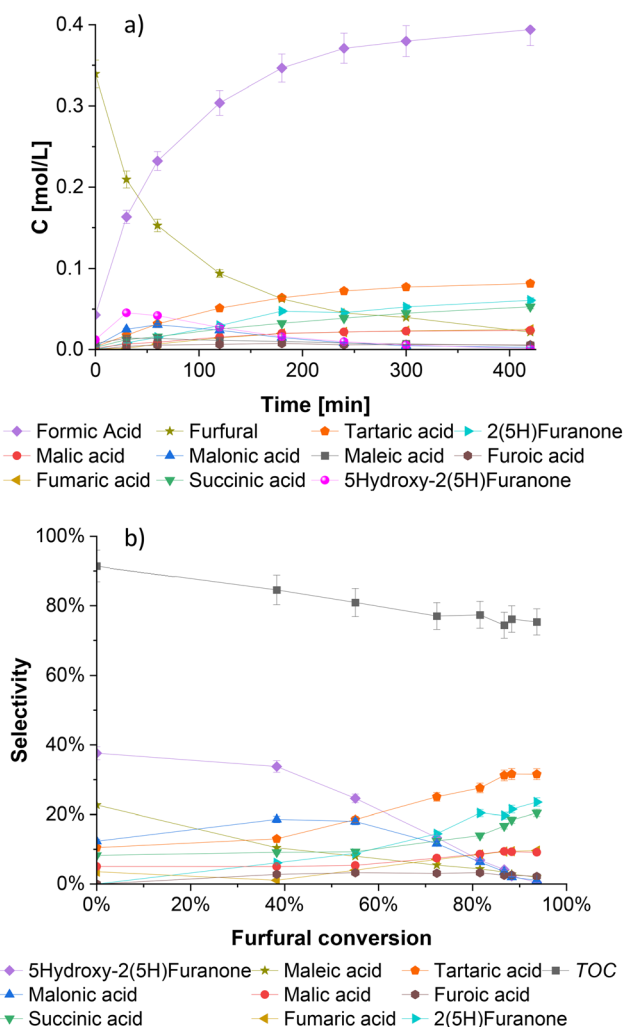 a)
0.4
0.3
0.2
0.1
0.0
C [mol/L]
0 100 200 300 400
Time [min]
Formic Acid Furfural Tartaric acid 2(5H)Furanone
Malic acid Malonic acid Maleic acid Furoic acid
Fumaric acid Succinic acid 5Hydroxy-2(5H)Furanone
b)
100%
80%
60%
40%
20%
0%
Selectivity
0% 20% 40% 60% 80% 100%
Furfural conversion
5Hydroxy-2(5H)Furanone Maleic acid Tartaric acid TOC
Malonic acid Malic acid Furoic acid
Succinic acid Fumaric acid 2(5H)Furanone